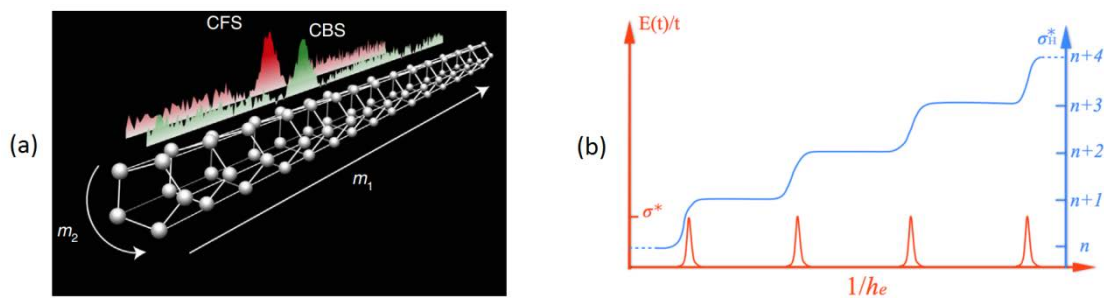 (a)
CFS
CBS
m₁
m₂
(b)
E(t)/t
σ*
1/hₑ
σ*H
n+4
n+3
n+2
n+1
n